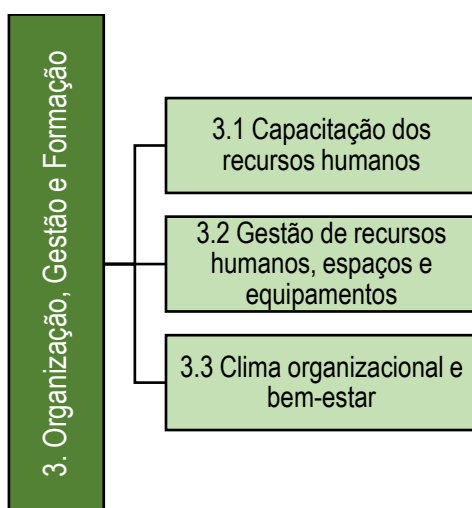 3. Organização, Gestão e Formação
3.1 Capacitação dos
recursos humanos
3.2 Gestão de recursos
humanos, espaços e
equipamentos
3.3 Clima organizacional e
bem-estar